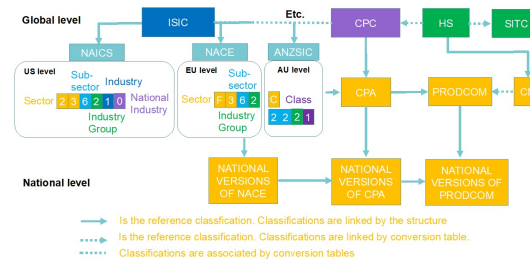 Global level
ISIC
Etc.
CPC
HS
SITC
NAICS
NACE
ANZSIC
US level
Sub-
sector
Industry
Sector
2 3 6 2 1 0
National
Industry
Industry
Group
EU level
Sub-
sector
Sector
F 3 6 2
Industry
Group
AU level
C
Class
2 2 2 1
CPA
PRODCOM
National level
NATIONAL
VERSIONS
OF NACE
NATIONAL
VERSIONS
OF CPA
NATIONAL
VERSIONS OF
PRODCOM
Is the reference classfication. Classifications are linked by the structure
Is the reference classification. Classifications are linked by conversion table.
Classifications are associated by conversion tables